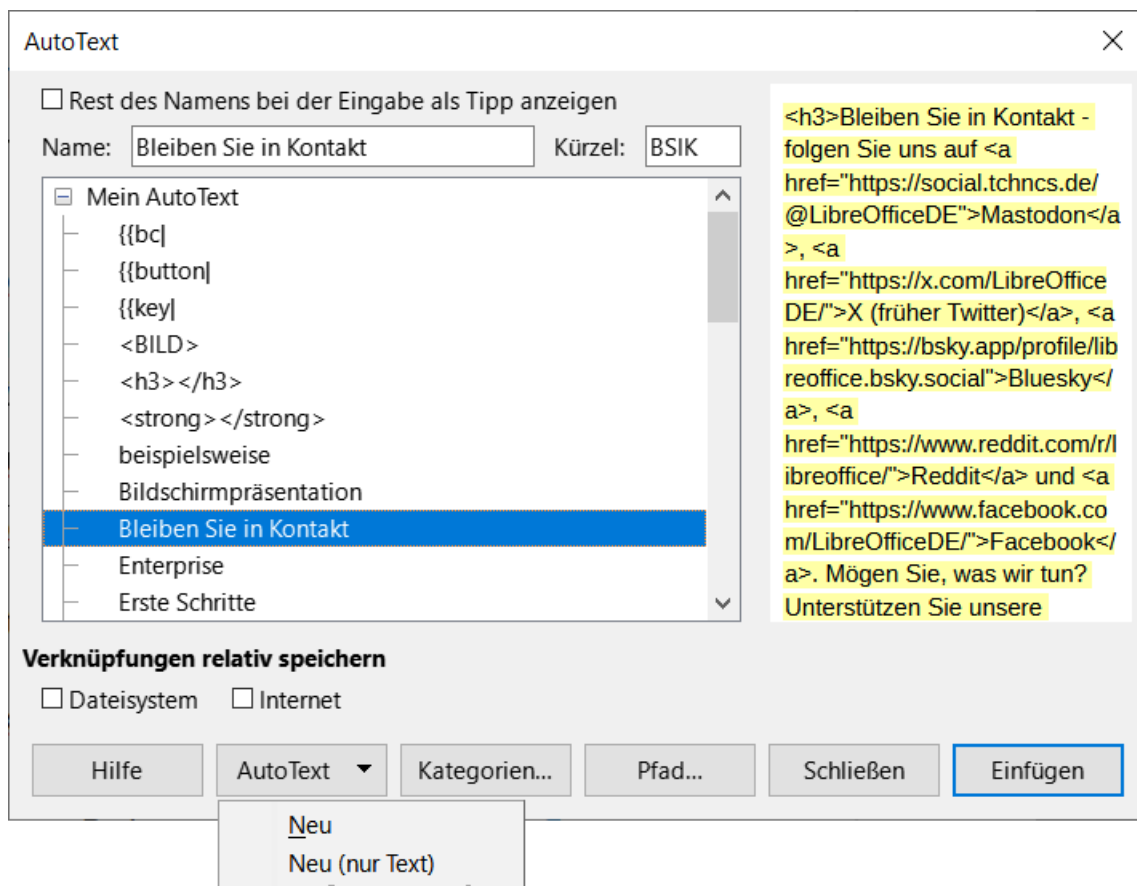 AutoText
Rest des Namens bei der Eingabe als Tipp anzeigen
Name: Bleiben Sie in Kontakt Kürzel: BSIK
Mein AutoText
{{bc|
{{button|
{{key|
<BILD>
<h3></h3>
<strong></strong>
beispielsweise
Bildschirmpräsentation
Bleiben Sie in Kontakt
Enterprise
Erste Schritte
<h3>Bleiben Sie in Kontakt -
folgen Sie uns auf <a
href="https://social.tchncs.de/
@LibreOfficeDE">Mastodon</a
>, <a
href="https://x.com/LibreOffice
DE/">X (früher Twitter)</a>, <a
href="https://bsky.app/profile/lib
reoffice.bsky.social">Bluesky</
a>, <a
href="https://www.reddit.com/r/l
ibreoffice/">Reddit</a> und <a
href="https://www.facebook.co
m/LibreOfficeDE/">Facebook</
a>. Mögen Sie, was wir tun?
Unterstützen Sie unsere
Verknüpfungen relativ speichern
Dateisystem Internet
Hilfe AutoText Kategorien... Pfad... Schließen Einfügen
Neu
Neu (nur Text)